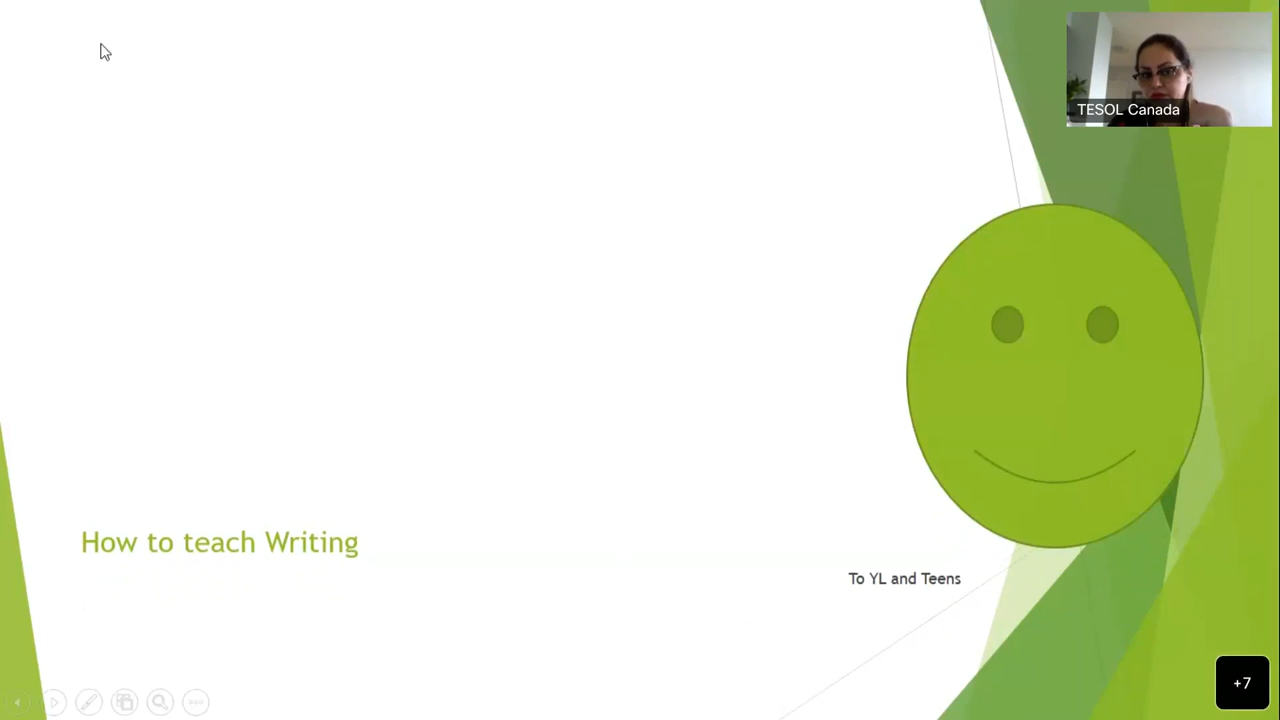 TESOL Canada
How to teach Writing
To YL and Teens
+7